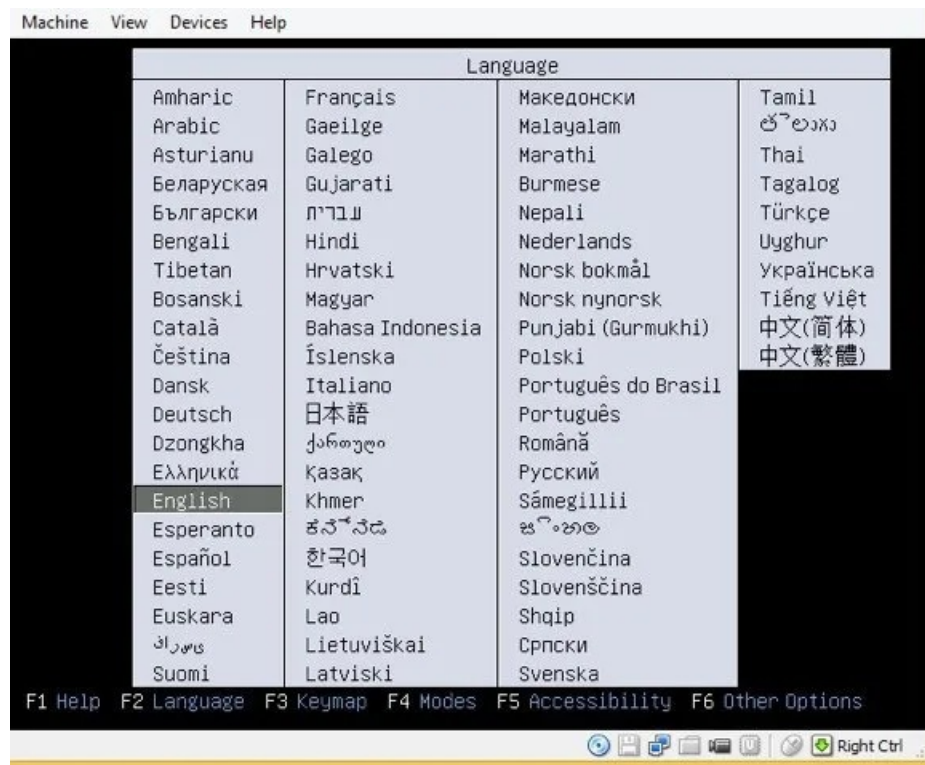 Machine View Devices Help
Language
Amharic
Arabic
Asturianu
Беларуская
Български
Bengali
Tibetan
Bosanski
Català
Čeština
Dansk
Deutsch
Dzongkha
Ελληνικά
English
Esperanto
Español
Eesti
Euskara
فارسی
Suomi
Français
Gaeilge
Galego
Gujarati
עברית
Hindi
Hrvatski
Magyar
Bahasa Indonesia
Íslenska
Italiano
日本語
ქართული
Қазақ
Khmer
ಕನ್ನಡ
한국어
Kurdî
Lao
Lietuviškai
Latviski
Македонски
Malayalam
Marathi
Burmese
Nepali
Nederlands
Norsk bokmål
Norsk nynorsk
Punjabi (Gurmukhi)
Polski
Português do Brasil
Português
Română
Русский
Sámegillii
සිංහල
Slovenčina
Slovenščina
Shqip
Српски
Svenska
Tamil
తెలుగు
Thai
Tagalog
Türkçe
Uyghur
Українська
Tiếng Việt
中文(简体)
中文(繁體)
F1 Help F2 Language F3 Keymap F4 Modes F5 Accessibility F6 Other Options
Right Ctrl